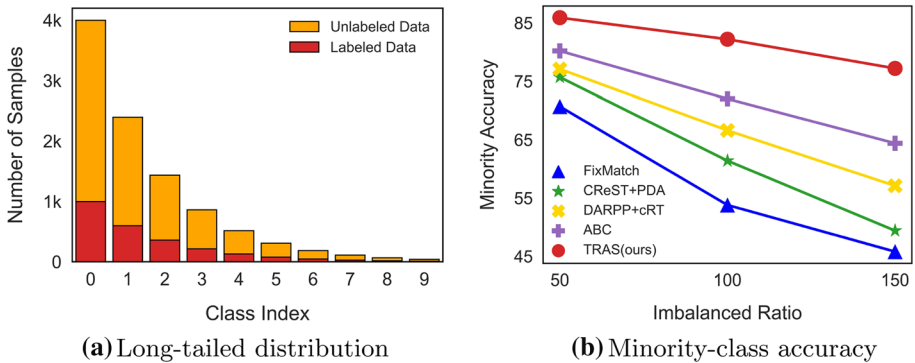 4k
3k
2k
1k
0
Number of Samples
Unlabeled Data
Labeled Data
0 1 2 3 4 5 6 7 8 9
Class Index
(a) Long-tailed distribution
85
75
65
55
45
Minority Accuracy
FixMatch
CReST+PDA
DARPP+cRT
ABC
TRAS(ours)
50 100 150
Imbalanced Ratio
(b) Minority-class accuracy